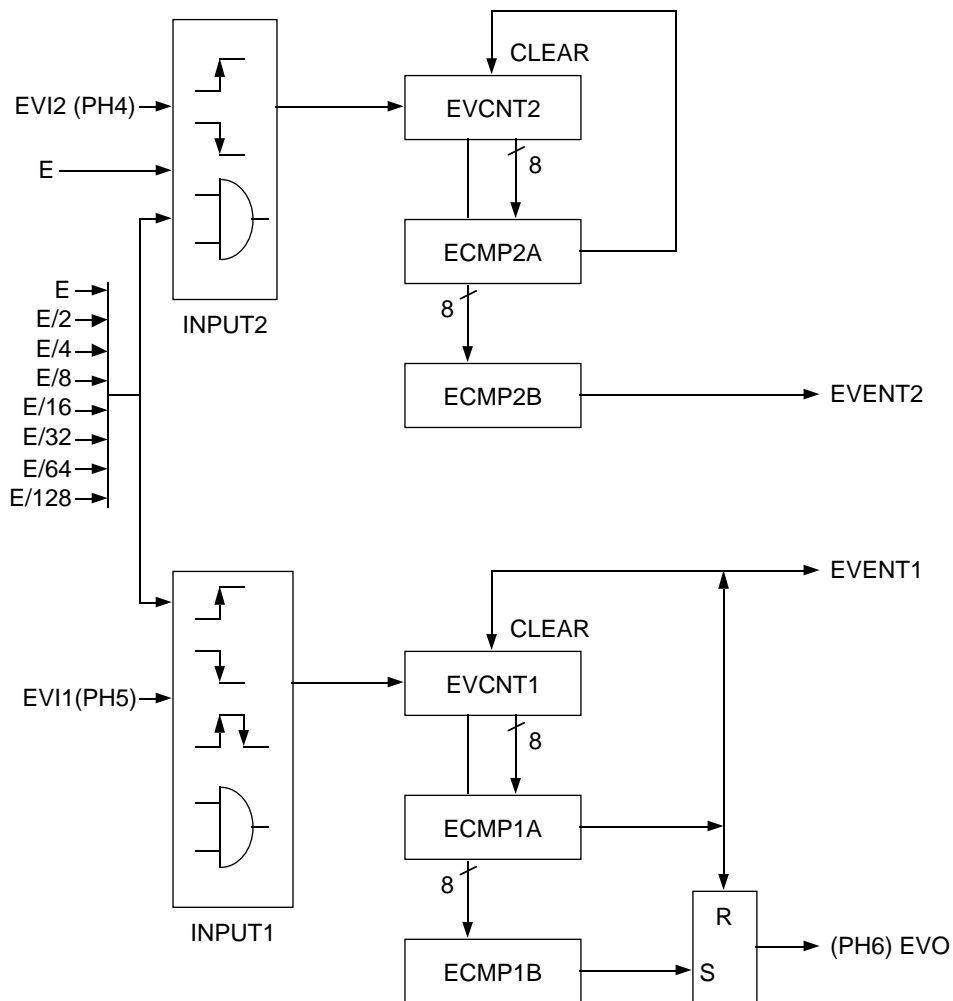 CLEAR
EVI2 (PH4)
EVCNT2
8
E
ECMP2A
E
E/2
E/4
E/8
E/16
E/32
E/64
E/128
INPUT2
8
ECMP2B
EVENT2
EVENT1
CLEAR
EVI1(PH5)
EVCNT1
8
ECMP1A
8
INPUT1
R
ECMP1B
S
(PH6) EVO